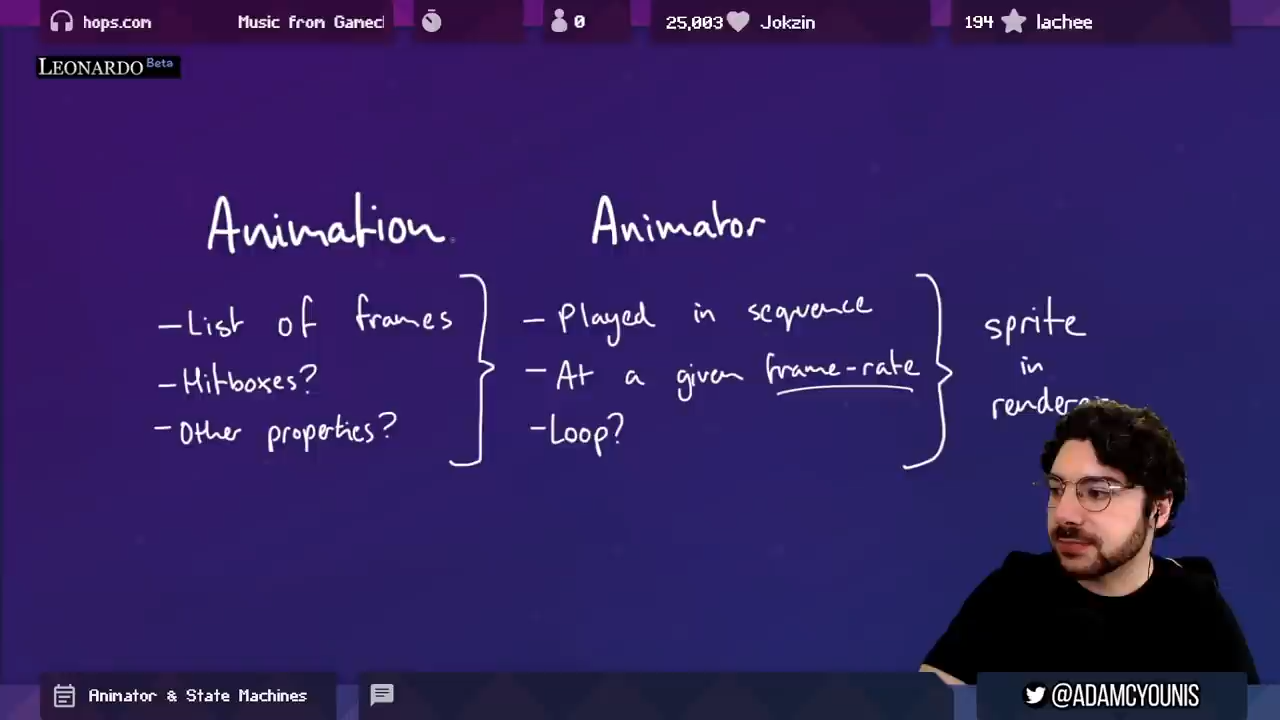 hops.com
Music from Gamec
0
25,003 Jokzin
194 lachee
LEONARDO Beta
Animation
Animator
-List of frames
-Hitboxes?
-Other properties?
- Played in sequence
- At a given frame-rate
-Loop?
sprite
in
Animator & State Machines
@ADAMCYOUNIS